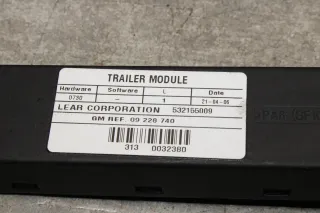 TRAILER MODULE
Hardware Software \ Date
0730 – 1 21-04-06
LEAR CORPORATION 532155009
GM REF. 09 228 740
313 0032380